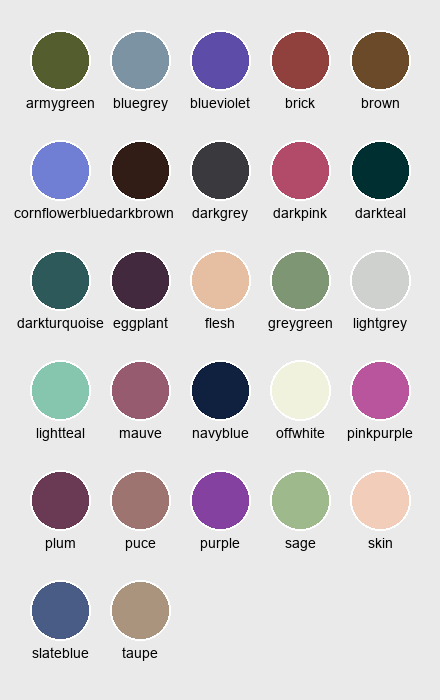 armygreen bluegrey blueviolet brick brown
cornflowerblue darkbrown darkgrey darkpink darkteal
darkturquoise eggplant flesh greygreen lightgrey
lightteal mauve navyblue offwhite pinkpurple
plum puce purple sage skin
slateblue taupe